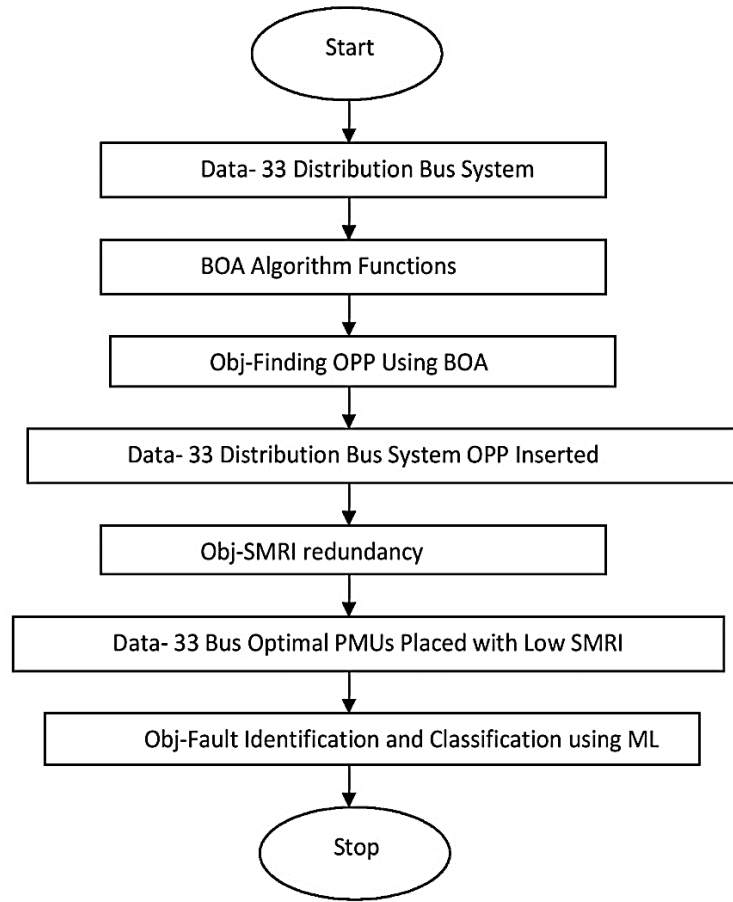 Start
Data- 33 Distribution Bus System
BOA Algorithm Functions
Obj-Finding OPP Using BOA
Data- 33 Distribution Bus System OPP Inserted
Obj-SMRI redundancy
Data- 33 Bus Optimal PMUs Placed with Low SMRI
Obj-Fault Identification and Classification using ML
Stop